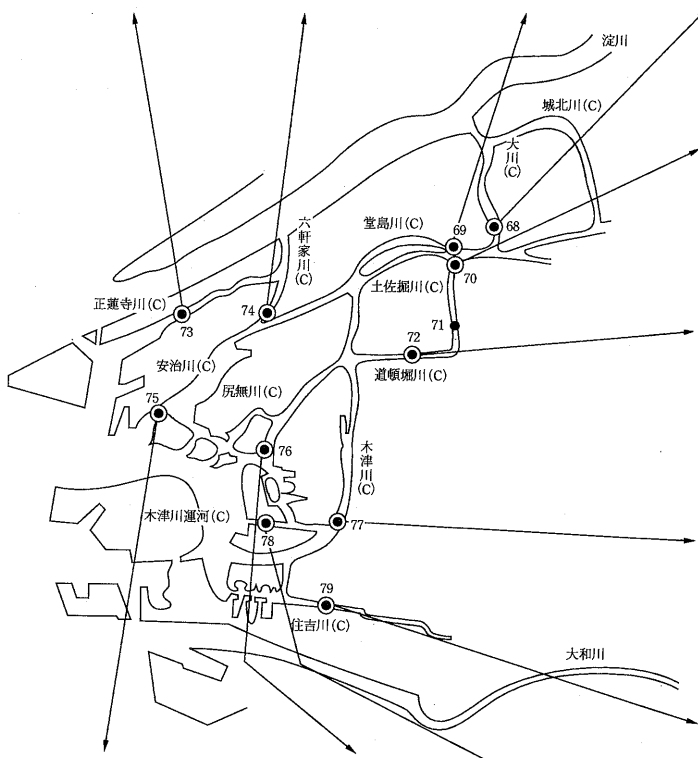 淀川
城北川(C)
大川(C)
68
堂島川(C)
69
六軒家川(C)
土佐掘川(C)
70
正蓮寺川(C)
73
74
71
72
道頓堀川(C)
安治川(C)
尻無川(C)
75
76
木津川(C)
木津川運河(C)
78
77
79
住吉川(C)
大和川